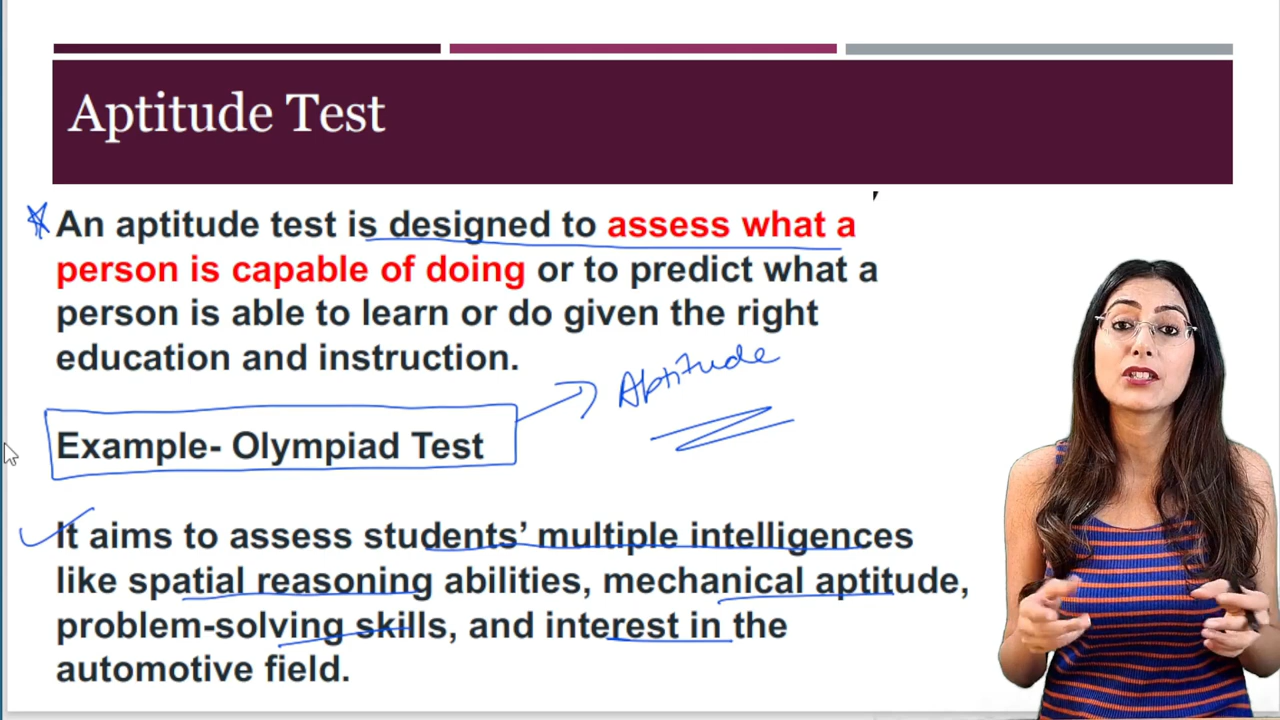 Aptitude Test
An aptitude test is designed to assess what a
person is capable of doing or to predict what a
person is able to learn or do given the right
education and instruction.
Aptitude
Example- Olympiad Test
It aims to assess students’ multiple intelligences
like spatial reasoning abilities, mechanical aptitude,
problem-solving skills, and interest in the
automotive field.